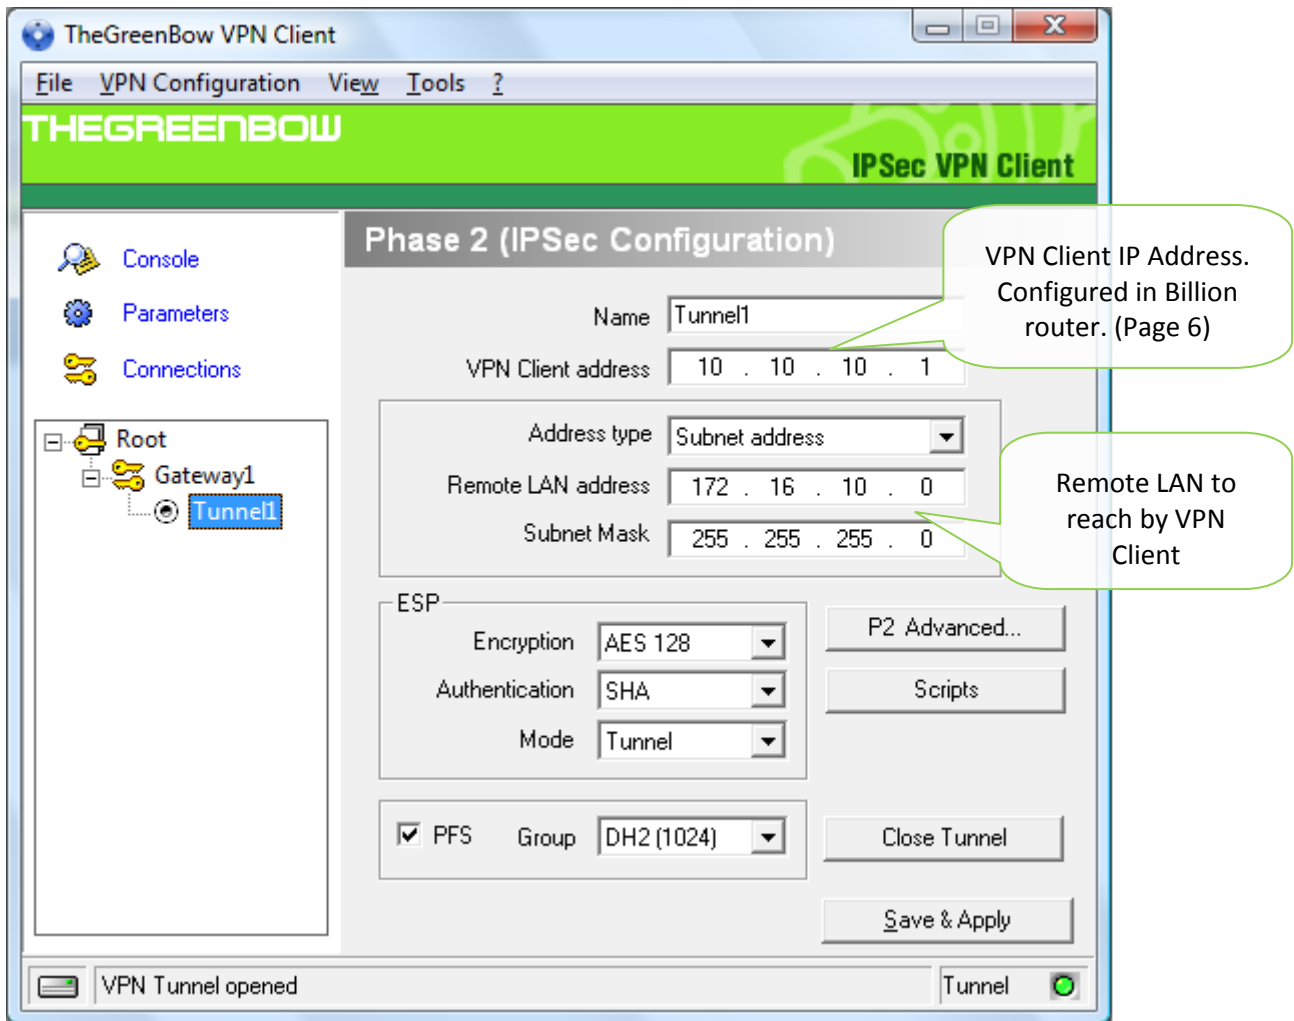 TheGreenBow VPN Client
File VPN Configuration View Tools ?
THEGREENBOW
IPSec VPN Client
Console
Parameters
Connections
Root
Gateway1
Tunnel1
Phase 2 (IPSec Configuration)
Name Tunnel1
VPN Client address 10 . 10 . 10 . 1
VPN Client IP Address.
Configured in Billion
router. (Page 6)
Address type Subnet address
Remote LAN address 172 . 16 . 10 . 0
Subnet Mask 255 . 255 . 255 . 0
Remote LAN to
reach by VPN
Client
ESP
Encryption AES 128
Authentication SHA
Mode Tunnel
P2 Advanced...
Scripts
PFS Group DH2 (1024)
Close Tunnel
Save & Apply
VPN Tunnel opened Tunnel